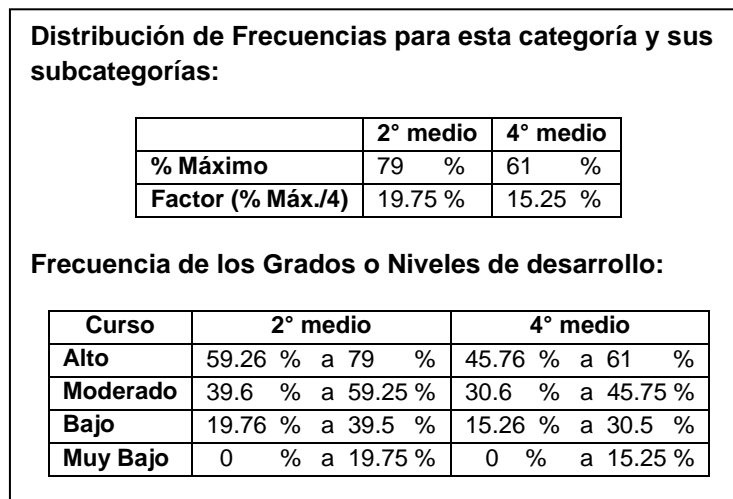 Distribución de Frecuencias para esta categoría y sus
subcategorías:
2° medio 4° medio
% Máximo 79 % 61 %
Factor (% Máx./4) 19.75 % 15.25 %
Frecuencia de los Grados o Niveles de desarrollo:
Curso 2° medio 4° medio
Alto 59.26 % a 79 % 45.76 % a 61 %
Moderado 39.6 % a 59.25 % 30.6 % a 45.75 %
Bajo 19.76 % a 39.5 % 15.26 % a 30.5 %
Muy Bajo 0 % a 19.75 % 0 % a 15.25 %